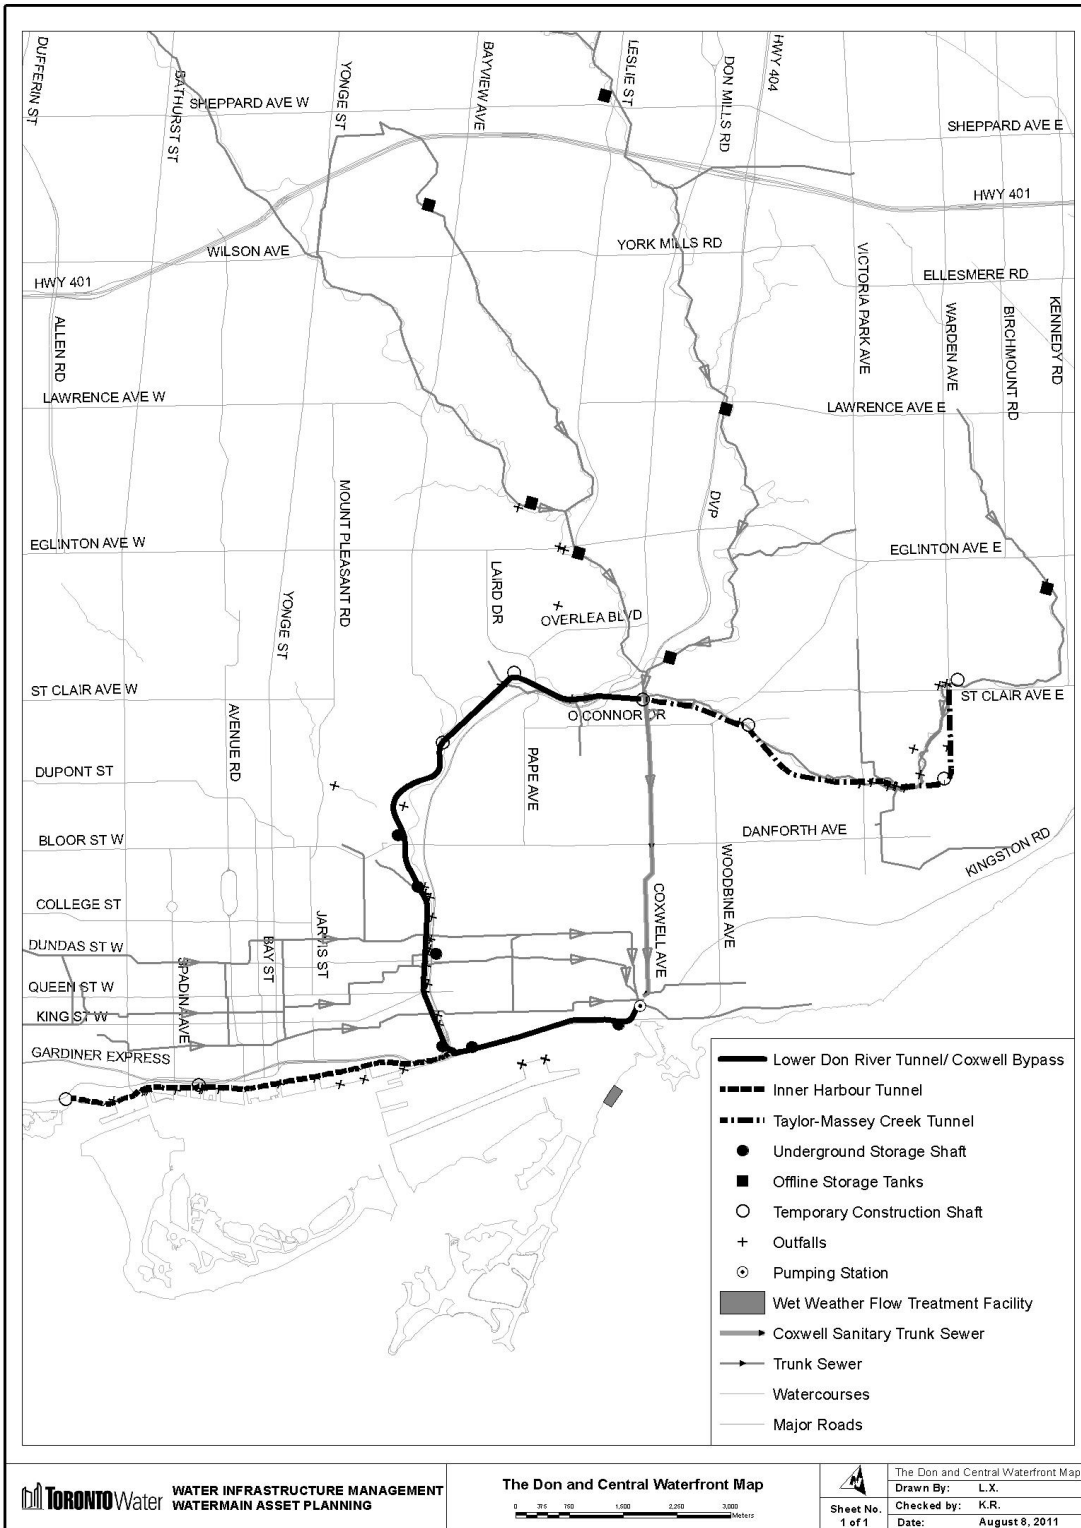 DUFFERIN ST
BATHURST ST
YONGE ST
BAYVIEW AVE
LESLIE ST
DON MILLS RD
HWY 404
SHEPPARD AVE W
SHEPPARD AVE E
HWY 401
WILSON AVE
YORK MILLS RD
ELLESMERE RD
HWY 401
ALLEN RD
VICTORIA PARK AVE
WARDEN AVE
BIRCHMOUNT RD
KENNEDY RD
LAWRENCE AVE W
LAWRENCE AVE E
MOUNT PLEASANT RD
DVP
EGLINTON AVE W
EGLINTON AVE E
LAIRD DR
YONGE ST
OVERLEA BLVD
ST CLAIR AVE W
ST CLAIR AVE E
O CONNOR DR
AVENUE RD
PAPE AVE
DUPONT ST
BLOOR ST W
DANFORTH AVE
KINGSTON RD
WOODBINE AVE
COXWELL AVE
COLLEGE ST
JARVIS ST
BAY ST
DUNDAS ST W
SPADINA AVE
QUEEN ST W
KING ST W
GARDINER EXPRESS
Lower Don River Tunnel/ Coxwell Bypass
Inner Harbour Tunnel
Taylor-Massey Creek Tunnel
Underground Storage Shaft
Offline Storage Tanks
Temporary Construction Shaft
Outfalls
Pumping Station
Wet Weather Flow Treatment Facility
Coxwell Sanitary Trunk Sewer
Trunk Sewer
Watercourses
Major Roads
TORONTO Water
WATER INFRASTRUCTURE MANAGEMENT
WATERMAIN ASSET PLANNING
The Don and Central Waterfront Map
0 375 750 1,500 2,250 3,000
Meters
N
Sheet No.
1 of 1
The Don and Central Waterfront Map
Drawn By: L.X.
Checked by: K.R.
Date: August 8, 2011